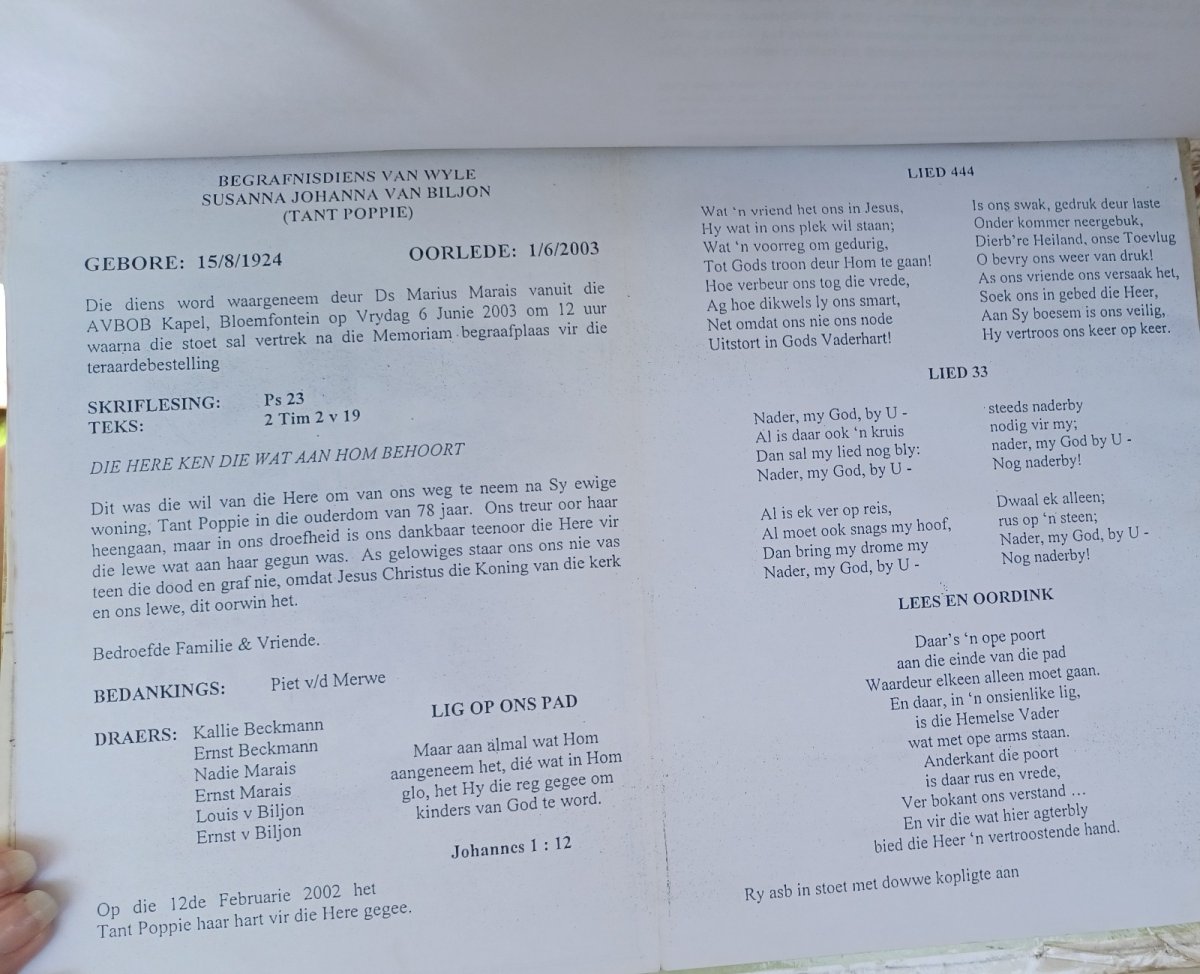 BEGRAFNISDIENS VAN WYLE
SUSANNA JOHANNA VAN BILJON
(TANT POPPIE)
GEBORE: 15/8/1924 OORLEDE: 1/6/2003
Die diens word waargeneem deur Ds Marius Marais vanuit die
AVBOB Kapel, Bloemfontein op Vrydag 6 Junie 2003 om 12 uur
waarna die stoet sal vertrek na die Memoriam begraafplaas vir die
teraardebestelling
SKRIFLESING: Ps 23
TEKS: 2 Tim 2 v 19
DIE HERE KEN DIE WAT AAN HOM BEHOORT
Dit was die wil van die Here om van ons weg te neem na Sy ewige
woning, Tant Poppie in die ouderdom van 78 jaar. Ons treur oor haar
heengaan, maar in ons droefheid is ons dankbaar teenoor die Here vir
die lewe wat aan haar gegun was. As gelowiges staar ons ons nie vas
teen die dood en graf nie, omdat Jesus Christus die Koning van die kerk
en ons lewe, dit oorwin het.
Bedroefde Familie & Vriende.
BEDANKINGS: Piet v/d Merwe
DRAERS: Kallie Beckmann
Ernst Beckmann
Nadie Marais
Ernst Marais
Louis v Biljon
Ernst v Biljon
LIG OP ONS PAD
Maar aan almal wat Hom
aangeneem het, dié wat in Hom
glo, het Hy die reg gegee om
kinders van God te word.
Johannes 1 : 12
Op die 12de Februarie 2002 het
Tant Poppie haar hart vir die Here gegee.
LIED 444
Wat ‘n vriend het ons in Jesus,
Hy wat in ons plek wil staan;
Wat ‘n voorreg om gedurig,
Tot Gods troon deur Hom te gaan!
Hoe verbeur ons tog die vrede,
Ag hoe dikwels ly ons smart,
Net omdat ons nie ons node
Uitstort in Gods Vaderhart!
Is ons swak, gedruk deur laste
Onder kommer neergebuk,
Dierb're Heiland, onse Toevlug
O bevry ons weer van druk!
As ons vriende ons versaak het,
Soek ons in gebed die Heer,
Aan Sy boesem is ons veilig,
Hy vertroos ons keer op keer.
LIED 33
Nader, my God, by U - steeds naderby
Al is daar ook ‘n kruis nodig vir my;
Dan sal my lied nog bly: nader, my God by U -
Nader, my God, by U - Nog naderby!
Al is ek ver op reis, Dwaal ek alleen;
Al moet ook snags my hoof, rus op ‘n steen;
Dan bring my drome my Nader, my God, by U -
Nader, my God, by U - Nog naderby!
LEES EN OORDINK
Daar's ‘n ope poort
aan die einde van die pad
Waardeur elkeen alleen moet gaan.
En daar, in ‘n onsienlike lig,
is die Hemelse Vader
wat met ope arms staan.
Anderkant die poort
is daar rus en vrede,
Ver bokant ons verstand …
En vir die wat hier agterbly
bied die Heer ‘n vertroostende hand.
Ry asb in stoet met dowwe kopligte aan